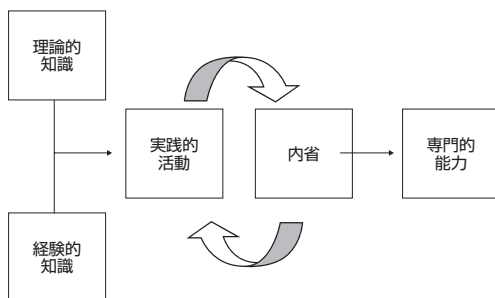 理論的
知識
実践的
活動
内省
専門的
能力
経験的
知識